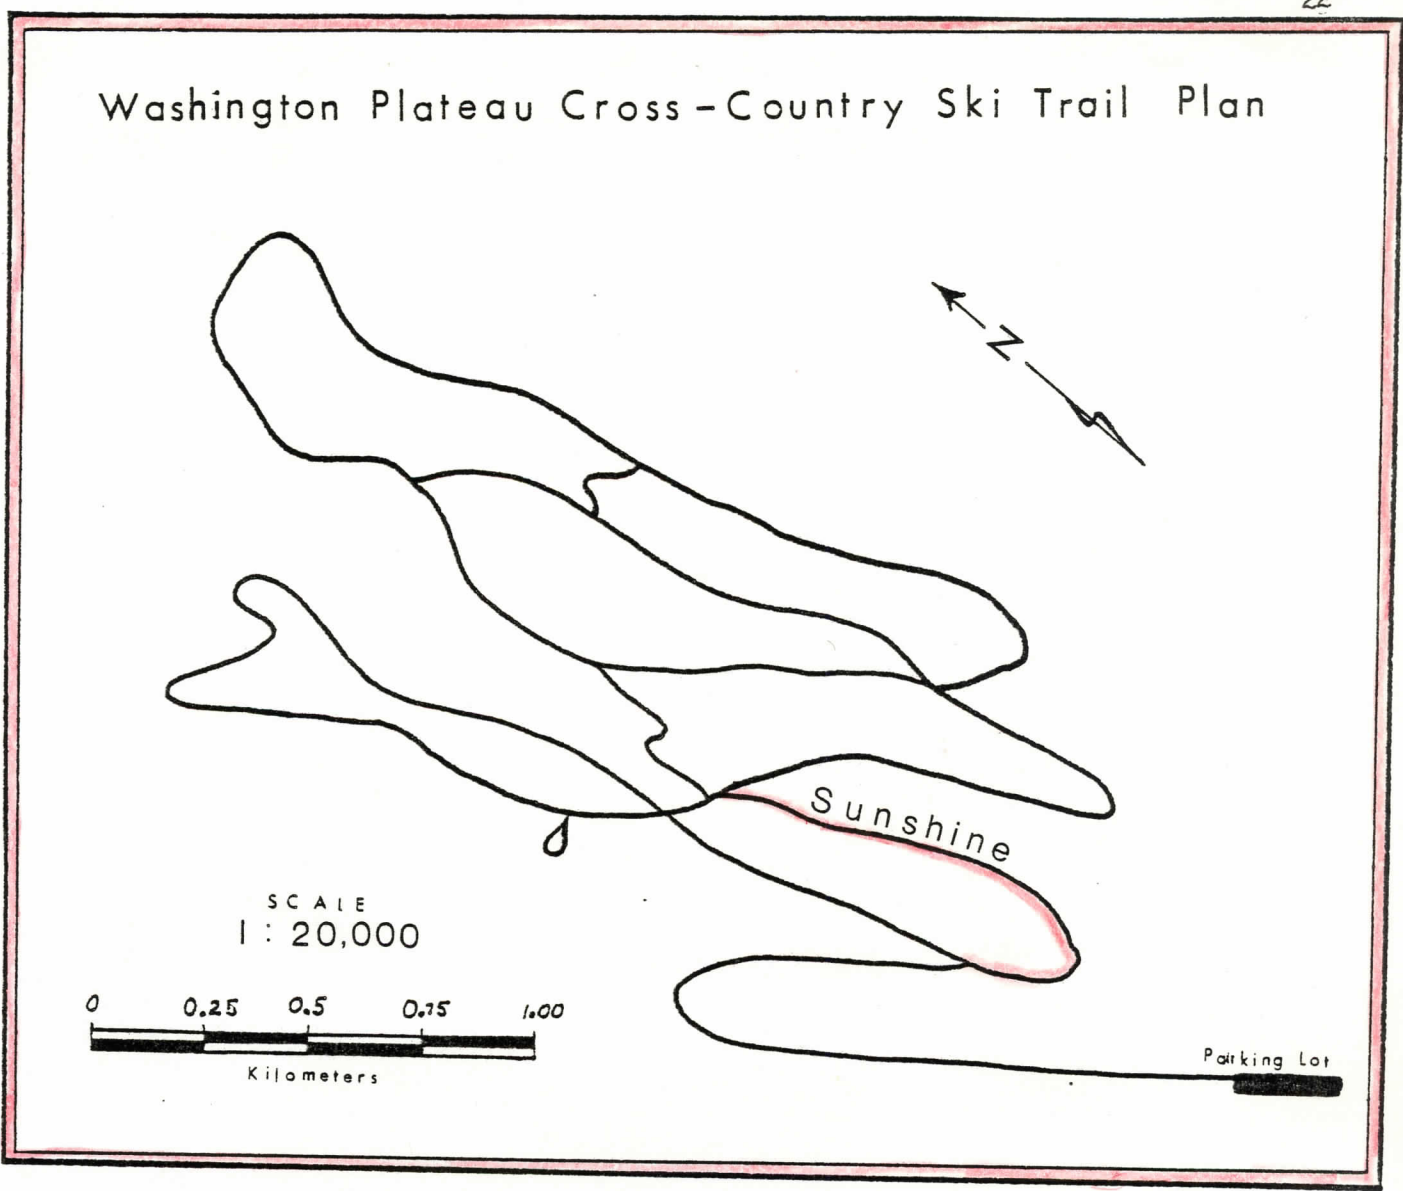 22
Washington Plateau Cross-Country Ski Trail Plan
N
Sunshine
SCALE
1 : 20,000
0 0.25 0.5 0.75 1.00
Kilometers
Parking Lot